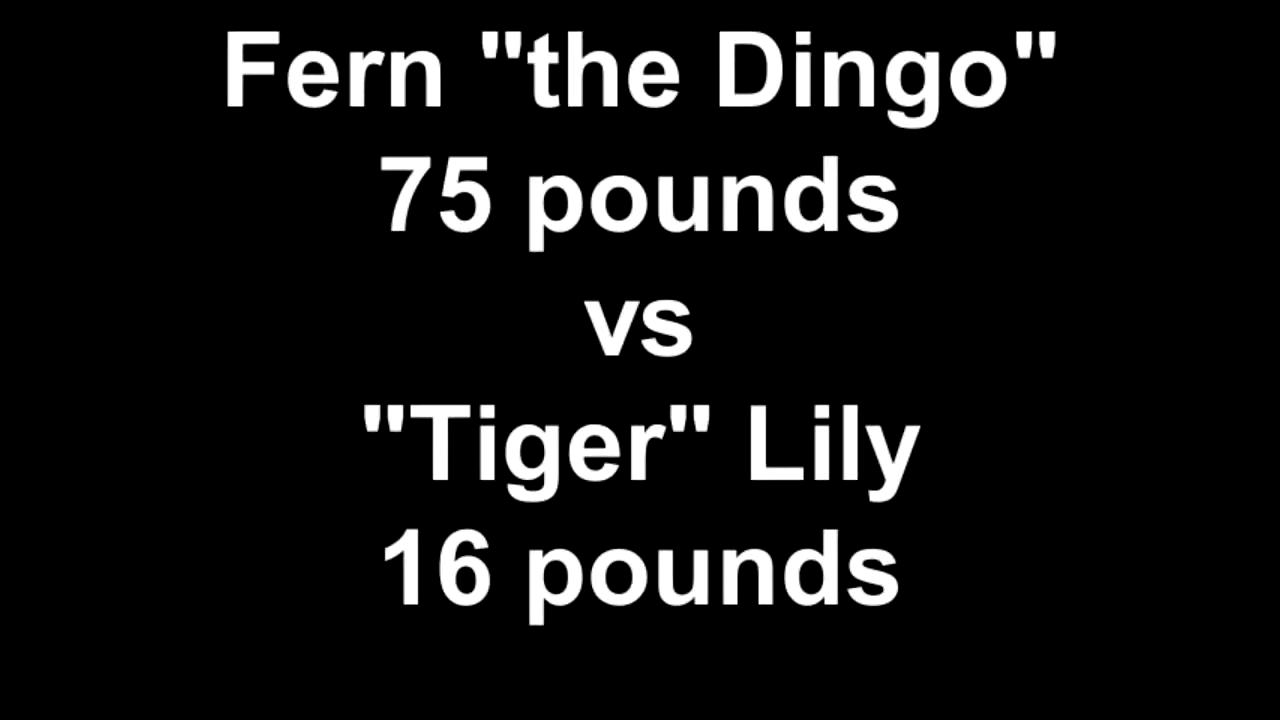 Fern "the Dingo"
75 pounds
vs
"Tiger" Lily
16 pounds